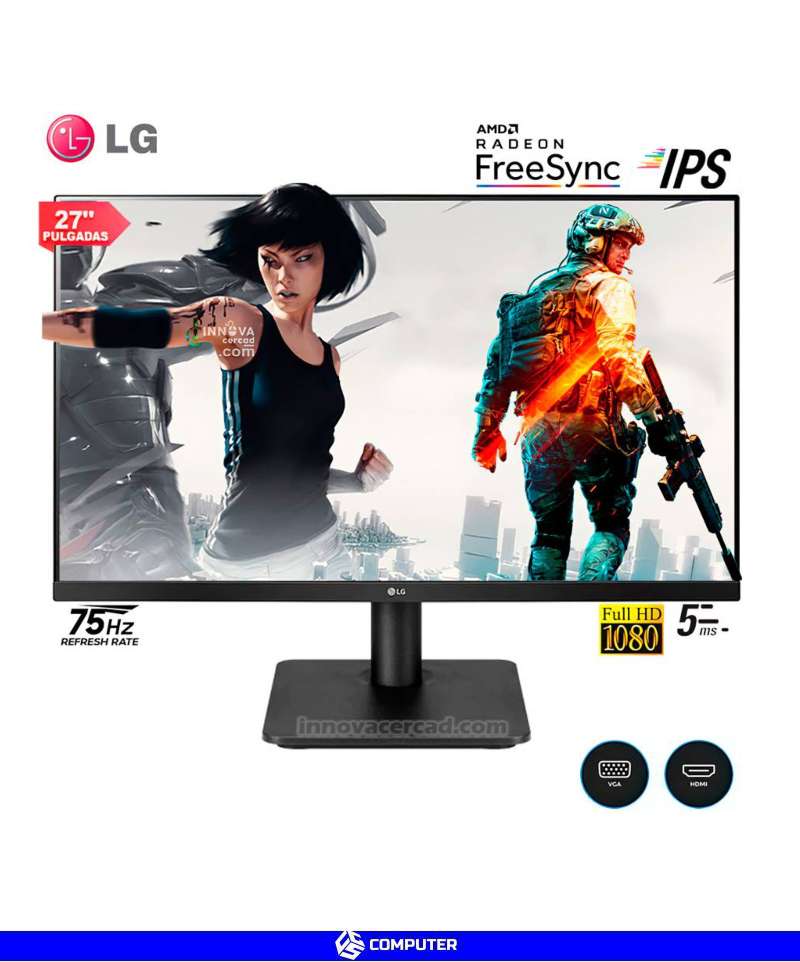 LG
AMD
RADEON
FreeSync
IPS
27"
PULGADAS
INNOVA
cercad
.com
N
LG
75Hz
REFRESH RATE
Full HD
1080
5ms
innovacercad.com
VGA
HDMI
COMPUTER